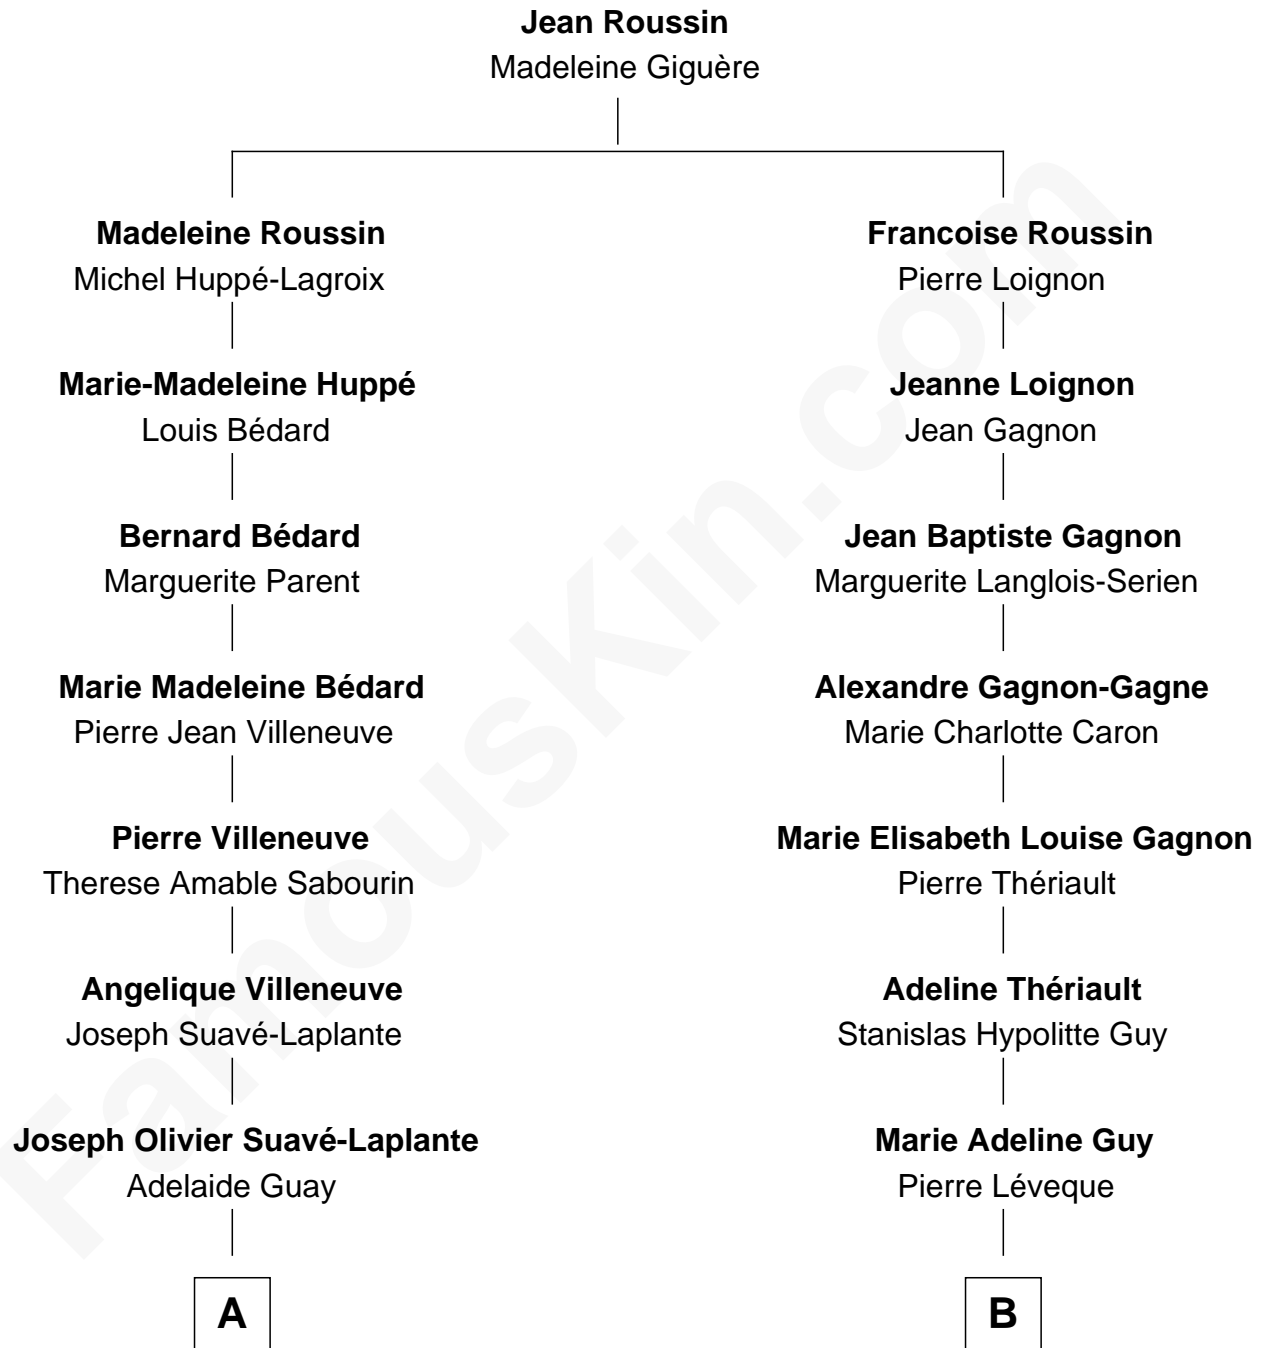 Jean Roussin
Madeleine Giguère
Madeleine Roussin
Michel Huppé-Lagroix
Francoise Roussin
Pierre Loignon
Marie-Madeleine Huppé
Louis Bédard
Jeanne Loignon
Jean Gagnon
Bernard Bédard
Marguerite Parent
Jean Baptiste Gagnon
Marguerite Langlois-Serien
Marie Madeleine Bédard
Pierre Jean Villeneuve
Alexandre Gagnon-Gagne
Marie Charlotte Caron
Pierre Villeneuve
Therese Amable Sabourin
Marie Elisabeth Louise Gagnon
Pierre Thériault
Angelique Villeneuve
Joseph Suavé-Laplante
Adeline Thériault
Stanislas Hypolitte Guy
Joseph Olivier Suavé-Laplante
Adelaide Guay
Marie Adeline Guy
Pierre Léveque
A
B
FamousKin.com